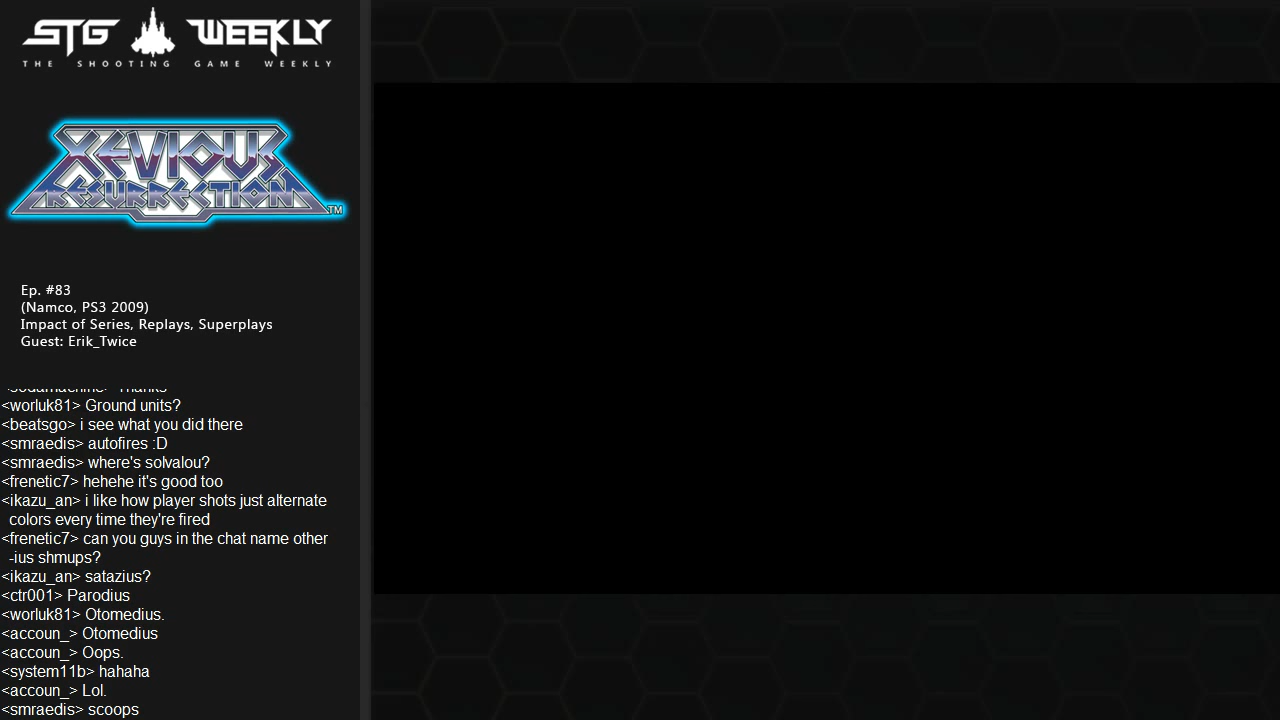 STG WEEKLY
THE SHOOTING GAME WEEKLY
XEVIOUS
RESURRECTION
TM
Ep. #83
(Namco, PS3 2009)
Impact of Series, Replays, Superplays
Guest: Erik_Twice
<worluk81> Ground units?
<beatsgo> i see what you did there
<smraedis> autofires :D
<smraedis> where's solvalou?
<frenetic7> hehehe it's good too
<ikazu_an> i like how player shots just alternate
colors every time they're fired
<frenetic7> can you guys in the chat name other
-ius shmups?
<ikazu_an> satazius?
<ctr001> Parodius
<worluk81> Otomedius.
<accoun_> Otomedius
<accoun_> Oops.
<system11b> hahaha
<accoun_> Lol.
<smraedis> scoops